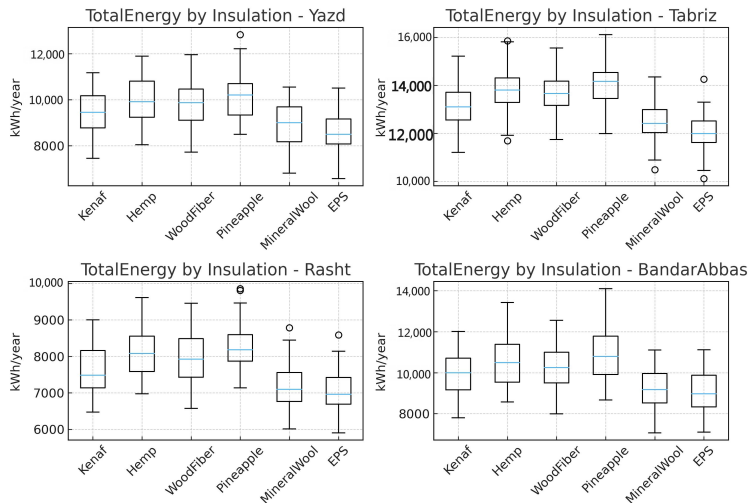 TotalEnergy by Insulation - Yazd
kWh/year
12,000
10,000
8000
Kenaf
Hemp
WoodFiber
Pineapple
MineralWool
EPS
TotalEnergy by Insulation - Tabriz
kWh/year
16,000
14,000
12,000
10,000
Kenaf
Hemp
WoodFiber
Pineapple
MineralWool
EPS
TotalEnergy by Insulation - Rasht
kWh/year
10,000
9000
8000
7000
6000
Kenaf
Hemp
WoodFiber
Pineapple
MineralWool
EPS
TotalEnergy by Insulation - BandarAbbas
kWh/year
14,000
12,000
10,000
8000
Kenaf
Hemp
WoodFiber
Pineapple
MineralWool
EPS